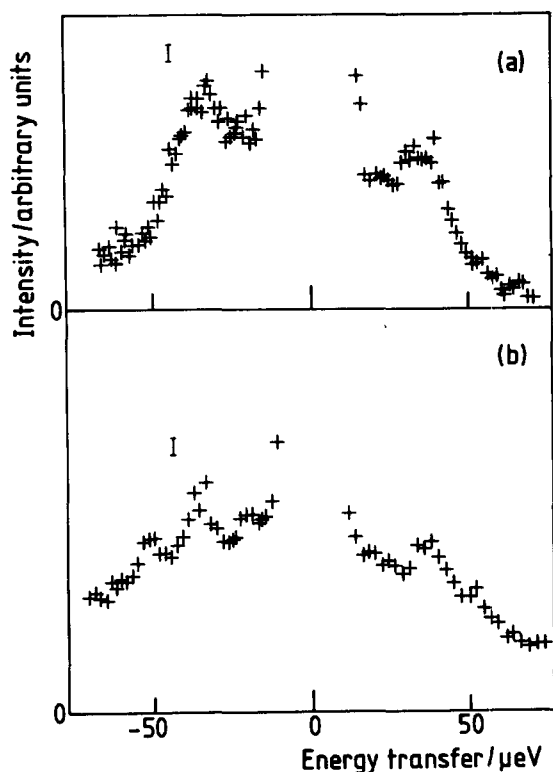 Intensity/arbitrary units
(a)
0
(b)
0
-50
0
50
Energy transfer/μeV